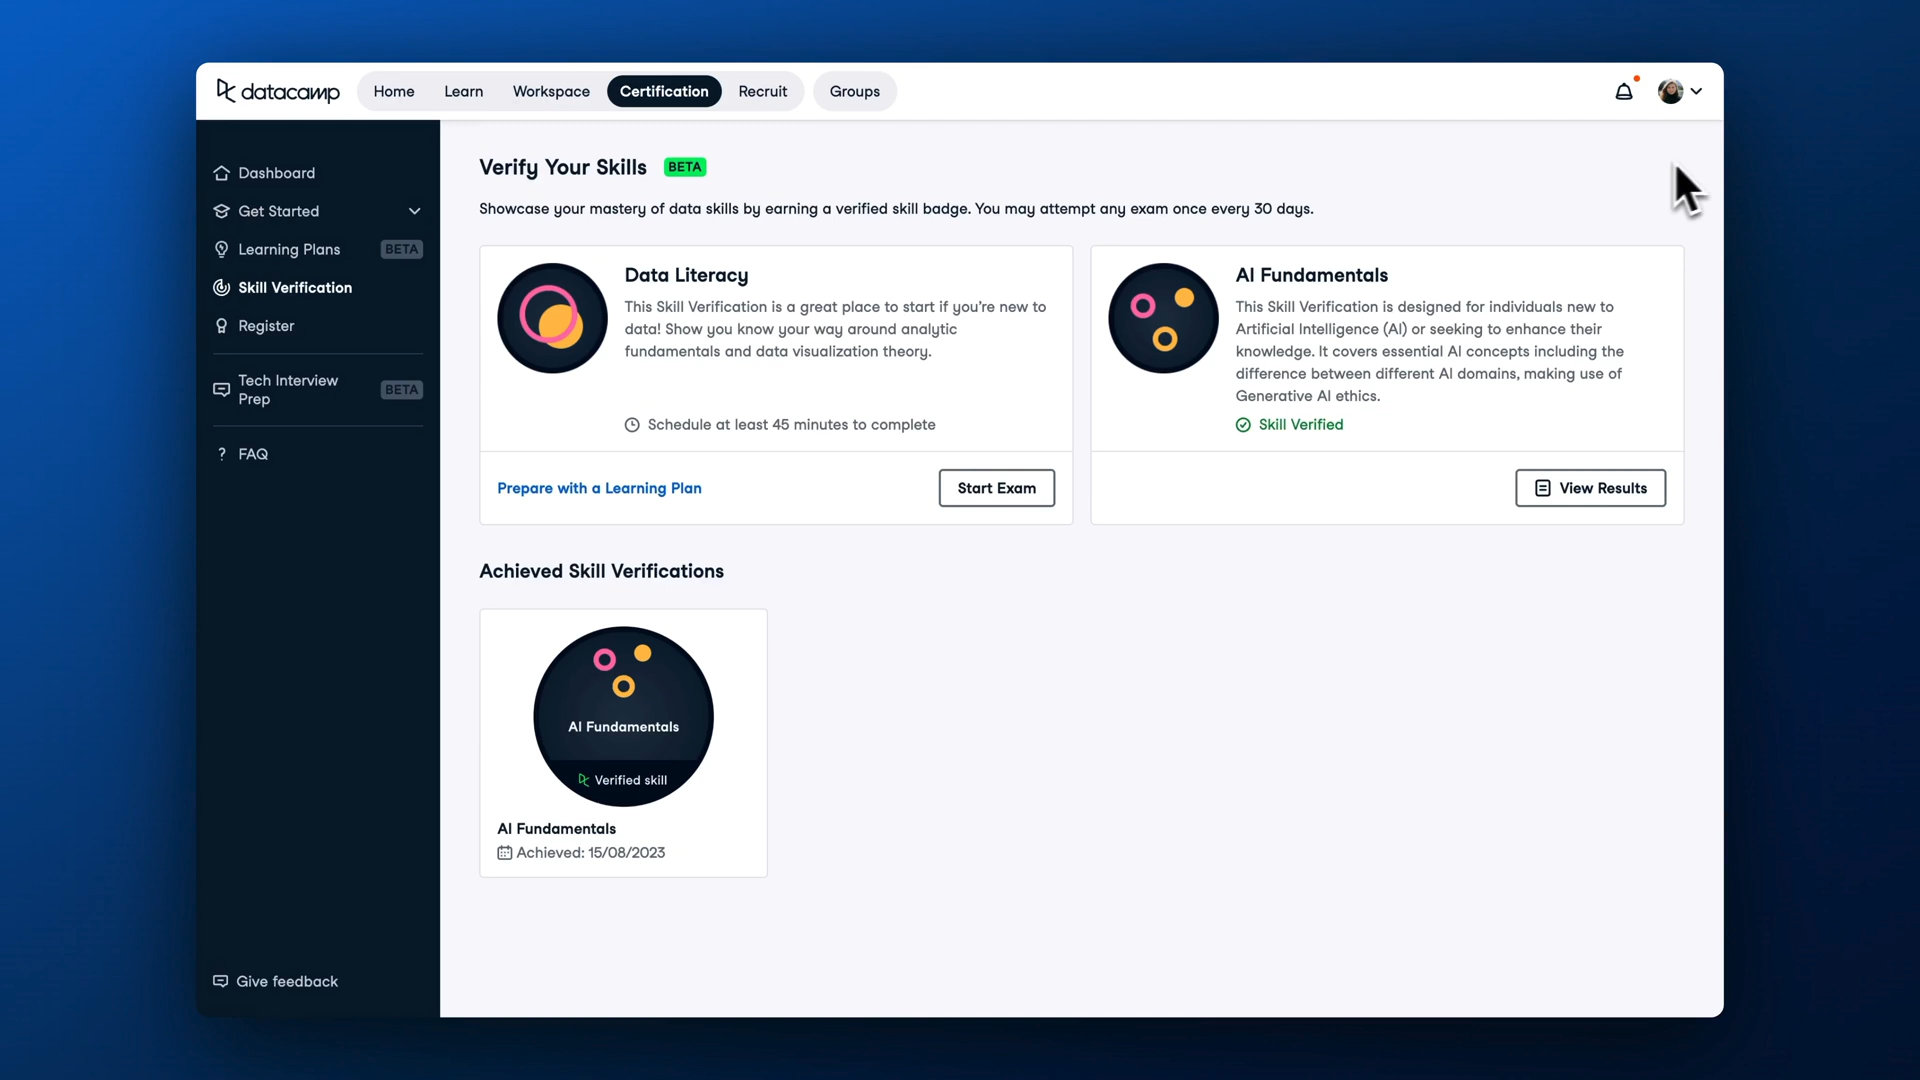 datacamp
Home
Learn
Workspace
Certification
Recruit
Groups
Dashboard
Get Started
Learning Plans
BETA
Skill Verification
Register
Tech Interview
Prep
BETA
? FAQ
Give feedback
Verify Your Skills
BETA
Showcase your mastery of data skills by earning a verified skill badge. You may attempt any exam once every 30 days.
Data Literacy
This Skill Verification is a great place to start if you're new to
data! Show you know your way around analytic
fundamentals and data visualization theory.
Schedule at least 45 minutes to complete
Prepare with a Learning Plan
Start Exam
AI Fundamentals
This Skill Verification is designed for individuals new to
Artificial Intelligence (AI) or seeking to enhance their
knowledge. It covers essential AI concepts including the
difference between different AI domains, making use of
Generative AI ethics.
Skill Verified
View Results
Achieved Skill Verifications
AI Fundamentals
Verified skill
AI Fundamentals
Achieved: 15/08/2023